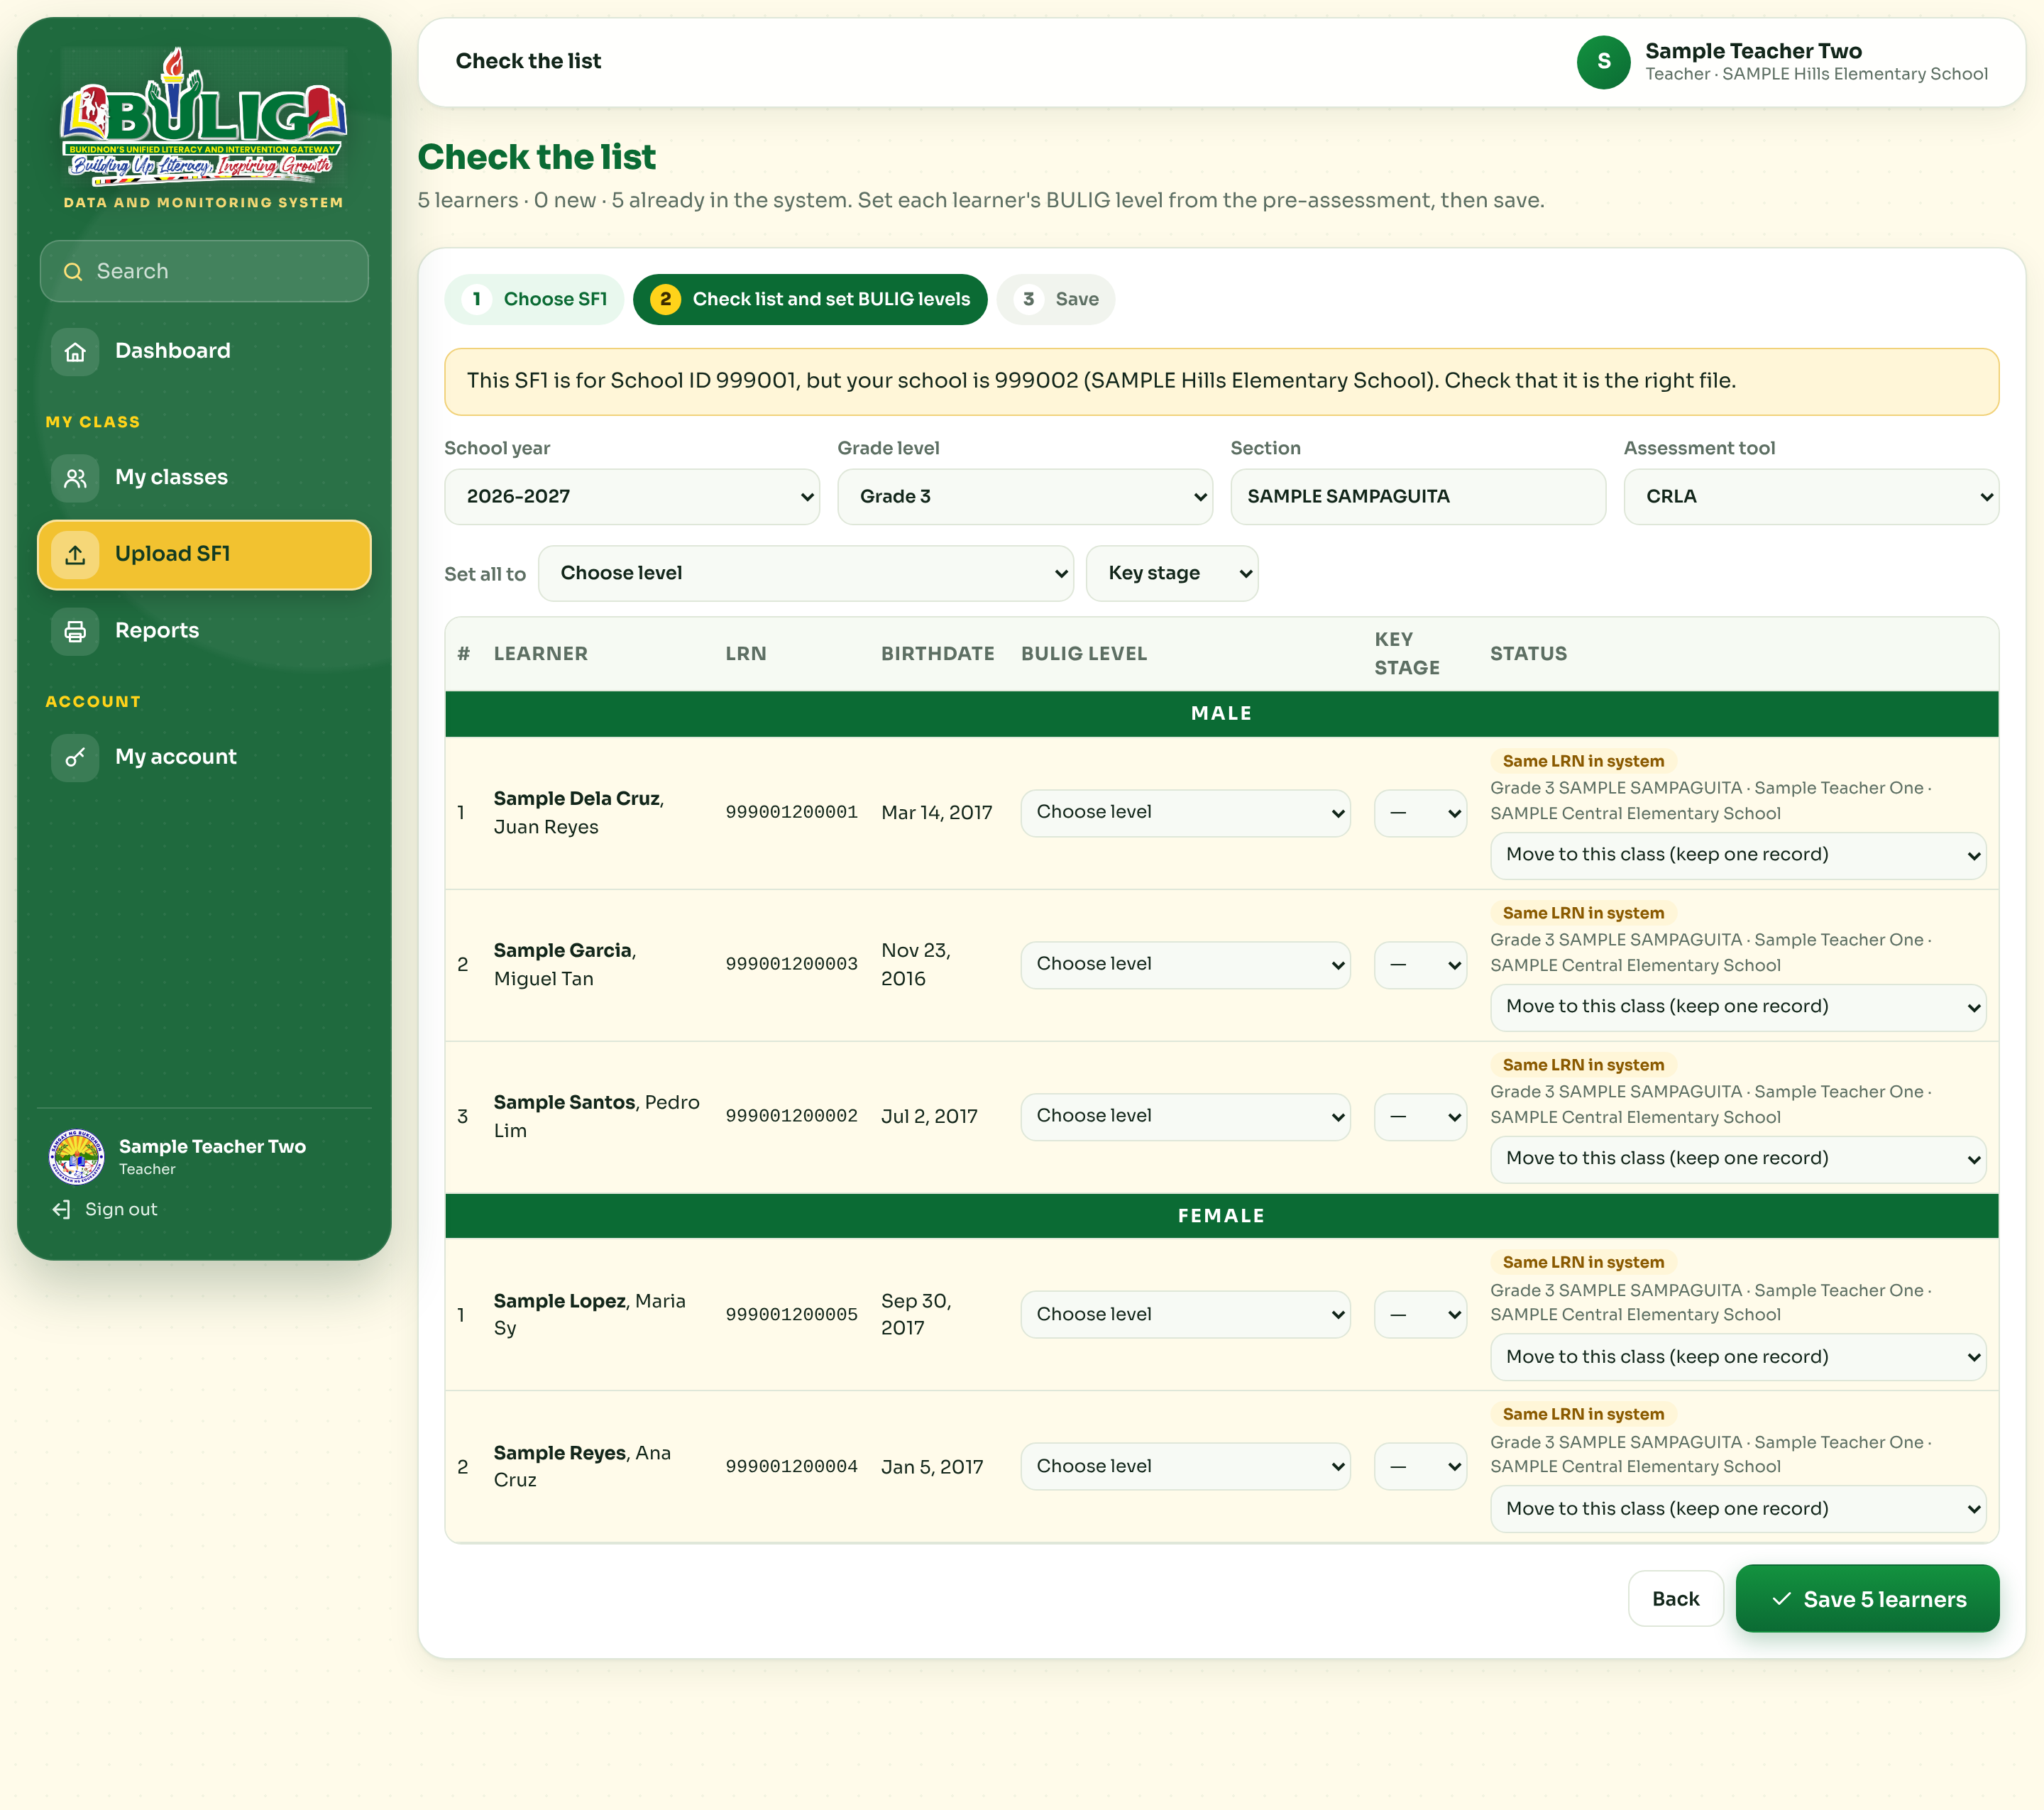 BULIG
BUKIDNON'S UNIFIED LITERACY AND INTERVENTION GATEWAY
Building Up Literacy, Inspiring Growth
DATA AND MONITORING SYSTEM
Search
Dashboard
MY CLASS
My classes
Upload SF1
Reports
ACCOUNT
My account
Sample Teacher Two
Teacher
Sign out
Check the list
S
Sample Teacher Two
Teacher · SAMPLE Hills Elementary School
Check the list
5 learners · 0 new · 5 already in the system. Set each learner's BULIG level from the pre-assessment, then save.
1 Choose SF1
2 Check list and set BULIG levels
3 Save
This SF1 is for School ID 999001, but your school is 999002 (SAMPLE Hills Elementary School). Check that it is the right file.
School year Grade level Section Assessment tool
2026-2027 Grade 3 SAMPLE SAMPAGUITA CRLA
Set all to Choose level Key stage
# LEARNER LRN BIRTHDATE BULIG LEVEL KEY STAGE STATUS
MALE
1 Sample Dela Cruz, Juan Reyes 999001200001 Mar 14, 2017 Choose level —
Same LRN in system
Grade 3 SAMPLE SAMPAGUITA · Sample Teacher One ·
SAMPLE Central Elementary School
Move to this class (keep one record)
2 Sample Garcia, Miguel Tan 999001200003 Nov 23, 2016 Choose level —
Same LRN in system
Grade 3 SAMPLE SAMPAGUITA · Sample Teacher One ·
SAMPLE Central Elementary School
Move to this class (keep one record)
3 Sample Santos, Pedro Lim 999001200002 Jul 2, 2017 Choose level —
Same LRN in system
Grade 3 SAMPLE SAMPAGUITA · Sample Teacher One ·
SAMPLE Central Elementary School
Move to this class (keep one record)
FEMALE
1 Sample Lopez, Maria Sy 999001200005 Sep 30, 2017 Choose level —
Same LRN in system
Grade 3 SAMPLE SAMPAGUITA · Sample Teacher One ·
SAMPLE Central Elementary School
Move to this class (keep one record)
2 Sample Reyes, Ana Cruz 999001200004 Jan 5, 2017 Choose level —
Same LRN in system
Grade 3 SAMPLE SAMPAGUITA · Sample Teacher One ·
SAMPLE Central Elementary School
Move to this class (keep one record)
Back
Save 5 learners